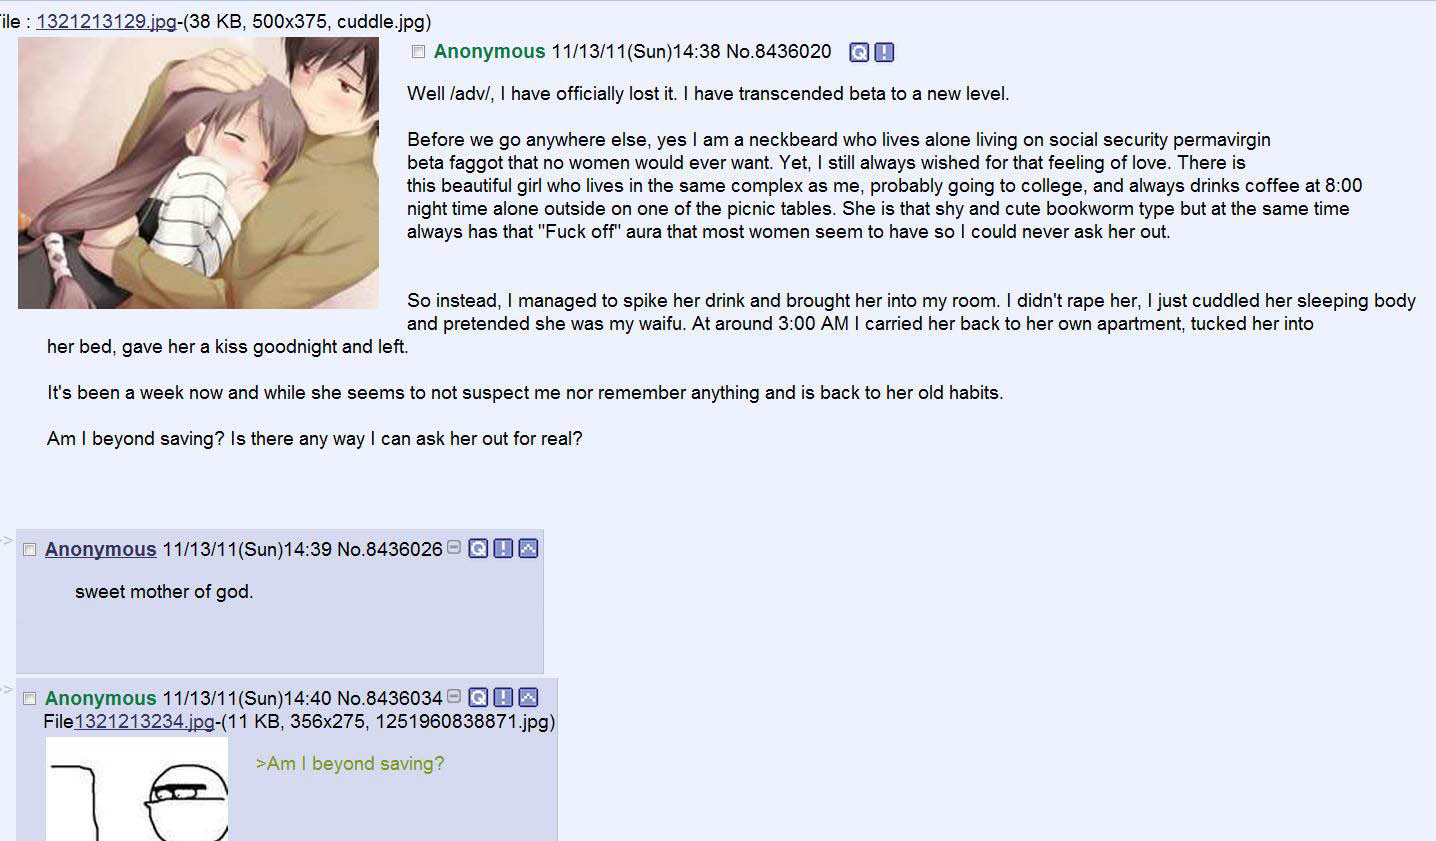 ile : 1321213129.jpg-(38 KB, 500x375, cuddle.jpg)
Anonymous 11/13/11(Sun)14:38 No.8436020
Well /adv/, I have officially lost it. I have transcended beta to a new level.
Before we go anywhere else, yes I am a neckbeard who lives alone living on social security permavirgin
beta faggot that no women would ever want. Yet, I still always wished for that feeling of love. There is
this beautiful girl who lives in the same complex as me, probably going to college, and always drinks coffee at 8:00
night time alone outside on one of the picnic tables. She is that shy and cute bookworm type but at the same time
always has that "Fuck off" aura that most women seem to have so I could never ask her out.
So instead, I managed to spike her drink and brought her into my room. I didn't rape her, I just cuddled her sleeping body
and pretended she was my waifu. At around 3:00 AM I carried her back to her own apartment, tucked her into
her bed, gave her a kiss goodnight and left.
It's been a week now and while she seems to not suspect me nor remember anything and is back to her old habits.
Am I beyond saving? Is there any way I can ask her out for real?
>> Anonymous 11/13/11(Sun)14:39 No.8436026
sweet mother of god.
>> Anonymous 11/13/11(Sun)14:40 No.8436034
File1321213234.jpg-(11 KB, 356x275, 1251960838871.jpg)
>Am I beyond saving?